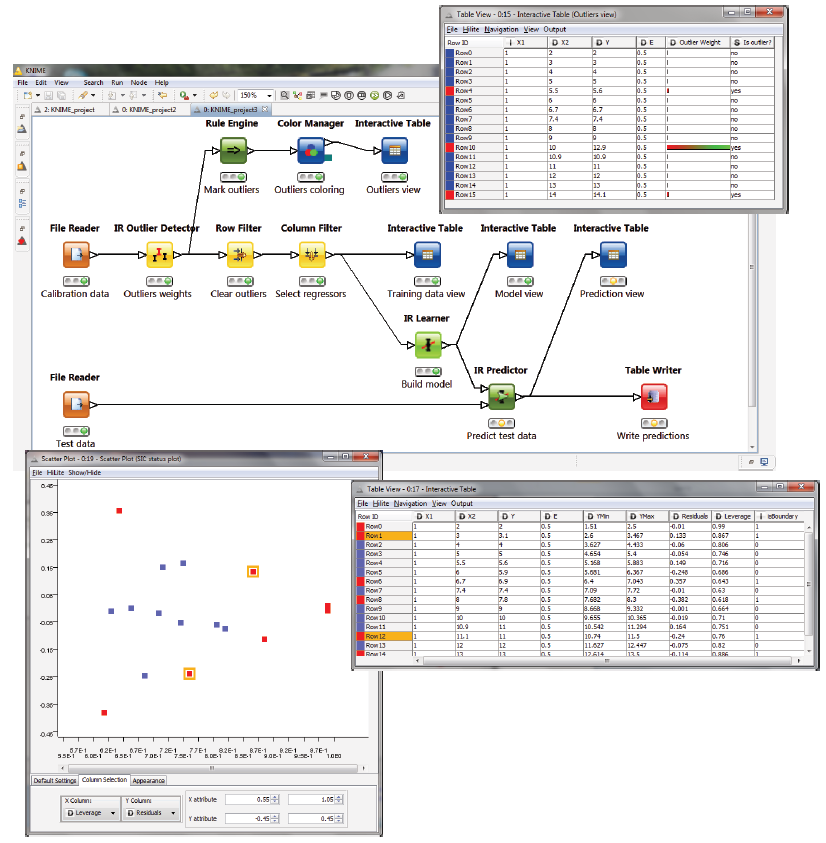 Table View - 0:15 - Interactive Table (Outliers view)
File Hilite Navigation View Output
Row ID I X1 D X2 D Y D E D Outlier Weight S Is outlier?
Row0 1 2 2 0.5 no
Row1 1 3 3 0.5 no
Row2 1 4 4 0.5 no
Row3 1 5 5 0.5 no
Row4 1 5.5 5.6 0.5 yes
Row5 1 6 6 0.5 no
Row6 1 6.7 6.7 0.5 no
Row7 1 7.4 7.4 0.5 no
Row8 1 8 8 0.5 no
Row9 1 9 9 0.5 no
Row10 1 10 12.9 0.5 yes
Row11 1 10.9 10.9 0.5 no
Row12 1 11 11 0.5 no
Row13 1 12 12 0.5 no
Row14 1 13 13 0.5 no
Row15 1 14 14.1 0.5 yes
KNIME
File Edit View Search Run Node Help
150%
2: KNIME_project 0: KNIME_project2 0: KNIME_project3
Rule Engine Color Manager Interactive Table
Mark outliers Outliers coloring Outliers view
File Reader IR Outlier Detector Row Filter Column Filter Interactive Table Interactive Table Interactive Table
Calibration data Outliers weights Clear outliers Select regressors Training data view Model view Prediction view
IR Learner
Build model
File Reader IR Predictor Table Writer
Test data Predict test data Write predictions
Scatter Plot - 0:19 - Scatter Plot (SIC status plot)
File HiLite Show/Hide
0.45
0.35
0.25
0.15
0.05
-0.05
-0.15
-0.25
-0.35
-0.45
5.7E-1 6.2E-1 6.7E-1 7.2E-1 7.7E-1 8.2E-1 8.7E-1 9.2E-1 9.7E-1
5.5E-1 6.0E-1 6.5E-1 7.0E-1 7.5E-1 8.0E-1 8.5E-1 9.0E-1 9.5E-1 1.0E0
Default Settings Column Selection Appearance
X Column: Y Column:
D Leverage D Residuals
X attribute 0.55 1.05
Y attribute -0.45 0.45
Table View - 0:17 - Interactive Table
File Hilite Navigation View Output
Row ID D X1 D X2 D Y D E D YMin D YMax D Residuals D Leverage I isBoundary
Row0 1 2 2 0.5 1.51 2.5 -0.01 0.99 1
Row1 1 3 3.1 0.5 2.6 3.467 0.133 0.867 1
Row2 1 4 4 0.5 3.627 4.433 -0.06 0.806 0
Row3 1 5 5 0.5 4.654 5.4 -0.054 0.746 0
Row4 1 5.5 5.6 0.5 5.168 5.883 0.149 0.716 0
Row5 1 6 5.9 0.5 5.681 6.367 -0.248 0.686 0
Row6 1 6.7 6.9 0.5 6.4 7.043 0.357 0.643 1
Row7 1 7.4 7.4 0.5 7.09 7.72 -0.01 0.63 0
Row8 1 8 7.8 0.5 7.682 8.3 -0.382 0.618 1
Row9 1 9 9 0.5 8.668 9.332 -0.001 0.664 0
Row10 1 10 10 0.5 9.655 10.365 -0.019 0.71 0
Row11 1 10.9 11 0.5 10.542 11.294 0.164 0.751 0
Row12 1 11.1 11 0.5 10.74 11.5 -0.24 0.76 1
Row13 1 12 12 0.5 11.627 12.447 -0.075 0.82 0
Row14 1 13 13 0.5 12.614 13.5 -0.114 0.886 1